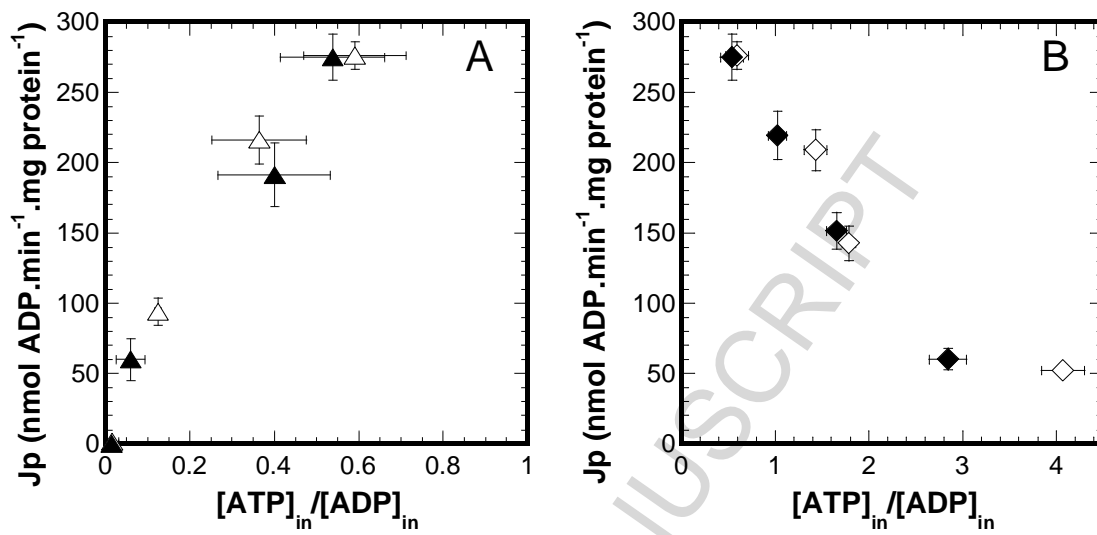 A
Jp (nmol ADP.min⁻¹.mg protein⁻¹)
300
250
200
150
100
50
0
0 0.2 0.4 0.6 0.8 1
[ATP]in/[ADP]in
B
Jp (nmol ADP.min⁻¹.mg protein⁻¹)
300
250
200
150
100
50
0
0 1 2 3 4
[ATP]in/[ADP]in
USCRIPT